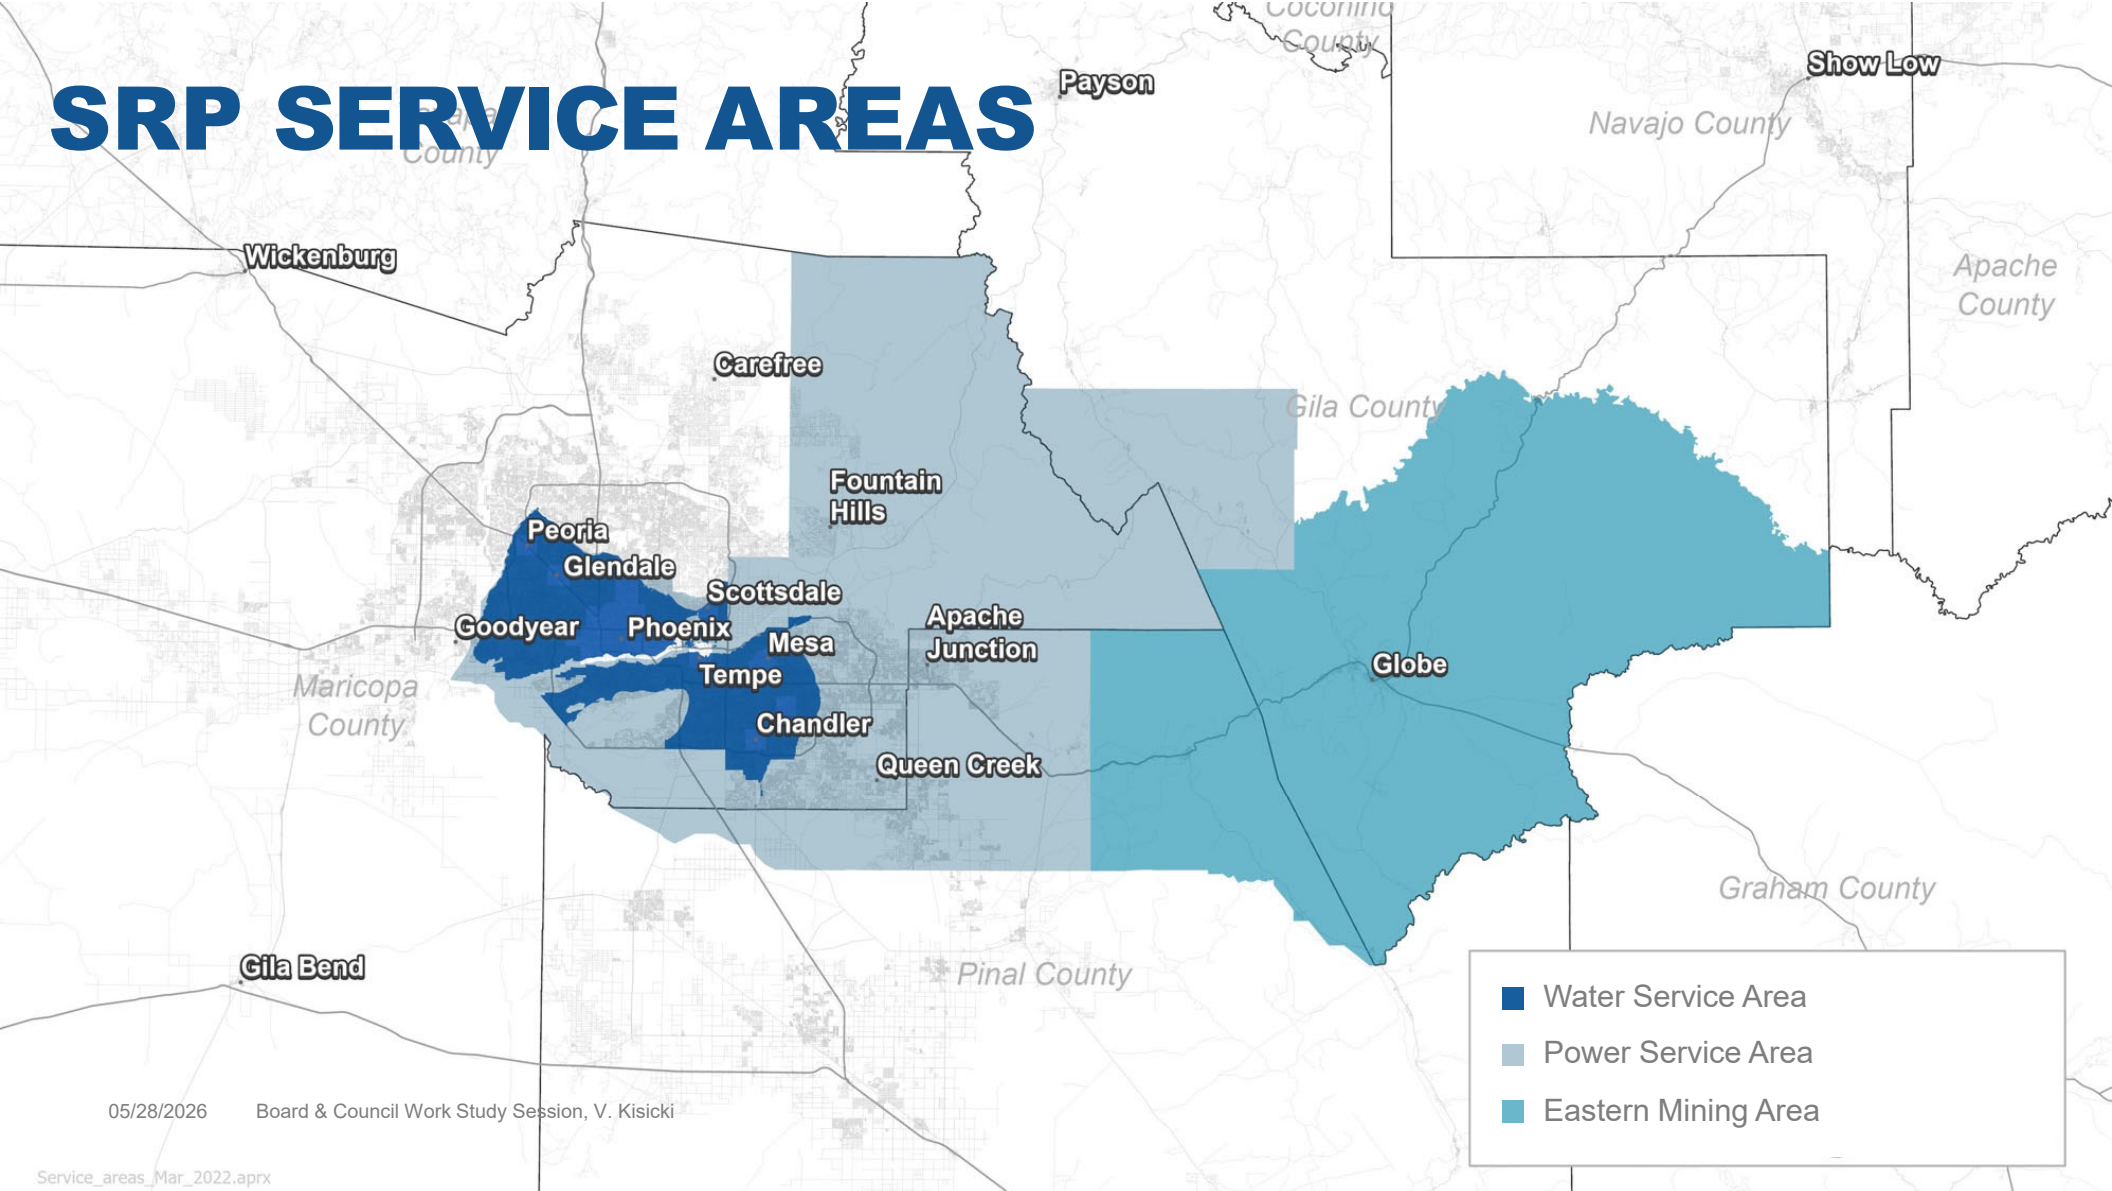 Coconino
County
Show Low
Payson
SRP SERVICE AREAS
Navajo County
County
Wickenburg
Apache
County
Carefree
Gila County
Fountain
Hills
Peoria
Glendale
Scottsdale
Goodyear
Phoenix
Mesa
Apache
Junction
Tempe
Globe
Maricopa
County
Chandler
Queen Creek
Graham County
Gila Bend
Pinal County
Water Service Area
Power Service Area
Eastern Mining Area
05/28/2026 Board & Council Work Study Session, V. Kisicki
Service_areas_Mar_2022.aprx